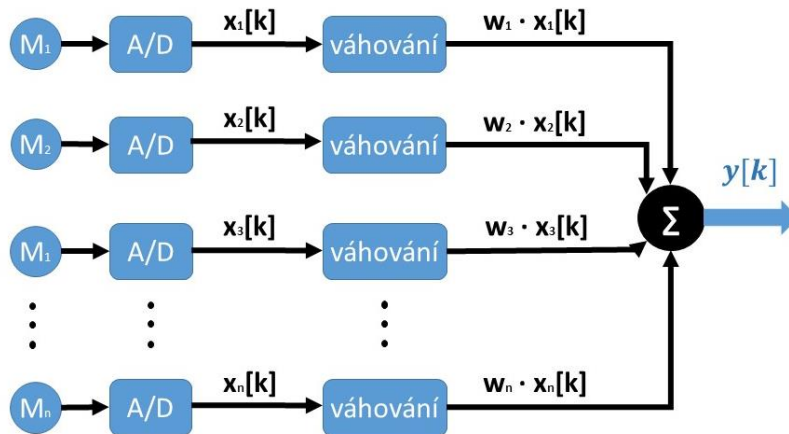 M₁ A/D x₁[k] váhování w₁ · x₁[k]
M₂ A/D x₂[k] váhování w₂ · x₂[k]
y[k]
Σ
M₁ A/D x₃[k] váhování w₃ · x₃[k]
Mₙ A/D xₙ[k] váhování wₙ · xₙ[k]